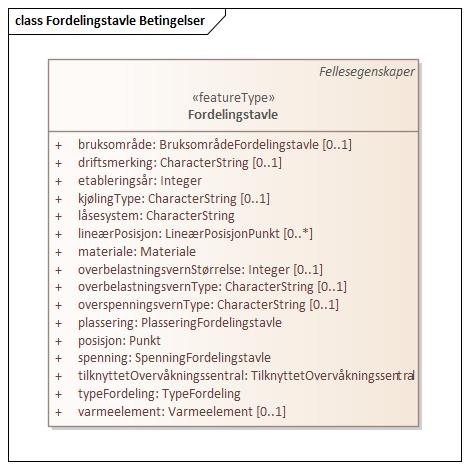 class Fordelingstavle Betingelser
Fellesegenskaper
«featureType»
Fordelingstavle
+ bruksområde: BruksområdeFordelingstavle [0..1]
+ driftsmerking: CharacterString [0..1]
+ etableringsår: Integer
+ kjølingType: CharacterString [0..1]
+ låsesystem: CharacterString
+ lineærPosisjon: LineærPosisjonPunkt [0..*]
+ materiale: Materiale
+ overbelastningsvernStørrelse: Integer [0..1]
+ overbelastningsvernType: CharacterString [0..1]
+ overspenningsvernType: CharacterString [0..1]
+ plassering: PlasseringFordelingstavle
+ posisjon: Punkt
+ spenning: SpenningFordelingstavle
+ tilknyttetOvervåkningssentral: TilknyttetOvervåkningssentral
+ typeFordeling: TypeFordeling
+ varmeelement: Varmeelement [0..1]